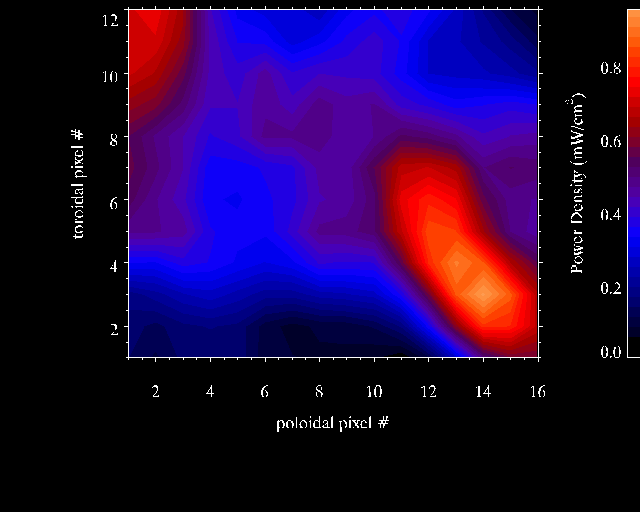 12
10
8
6
4
2
toroidal pixel #
2 4 6 8 10 12 14 16
poloidal pixel #
Power Density (mW/cm²)
0.8
0.6
0.4
0.2
0.0